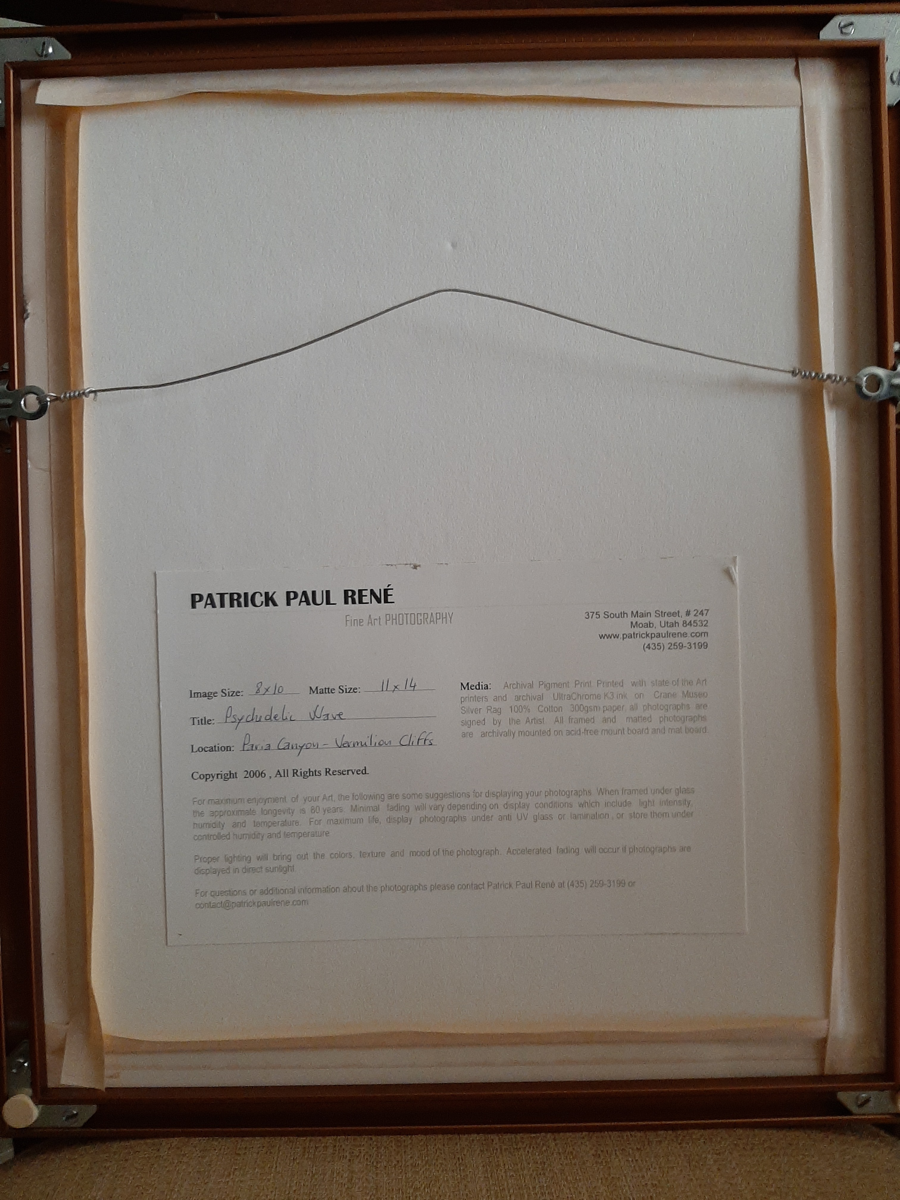 PATRICK PAUL RENÉ
Fine Art PHOTOGRAPHY
375 South Main Street, # 247
Moab, Utah 84532
www.patrickpaulrene.com
(435) 259-3199
Image Size: 8x10 Matte Size: 11x14
Title: Psychudelic Wave
Location: Paria Canyon - Vermilion Cliffs
Copyright 2006 , All Rights Reserved.
Media: Archival Pigment Print Printed with state of the Art
printers and archival UltraChrome K3 ink, on Crane Museo
Silver Rag 100% Cotton 300gsm paper, all photographs are
signed by the Artist. All framed and matted photographs
are archivally mounted on acid-free mount board and mat board
For maximum enjoyment of your Art, the following are some suggestions for displaying your photographs. When framed under glass
the approximate longevity is 80 years. Minimal fading will vary depending on display conditions which include light intensity,
humidity and temperature. For maximum life, display photographs under anti UV glass or lamination, or store them under
controlled humidity and temperature.
Proper lighting will bring out the colors, texture and mood of the photograph. Accelerated fading will occur if photographs are
displayed in direct sunlight.
For questions or additional information about the photographs please contact Patrick Paul René at (435) 259-3199 or
contact@patrickpaulrene.com